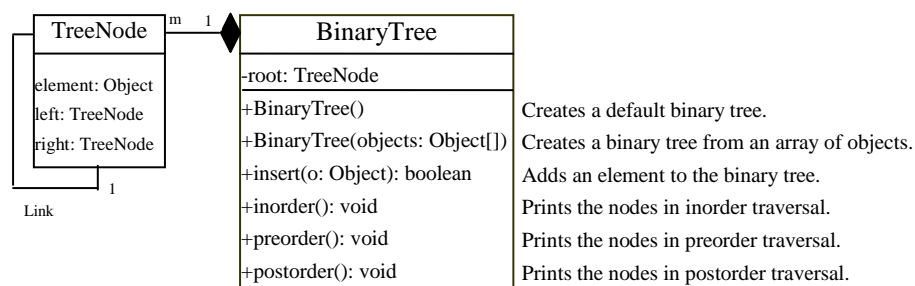 TreeNode
element: Object
left: TreeNode
right: TreeNode
m
1
1
Link
BinaryTree
-root: TreeNode
+BinaryTree() Creates a default binary tree.
+BinaryTree(objects: Object[]) Creates a binary tree from an array of objects.
+insert(o: Object): boolean Adds an element to the binary tree.
+inorder(): void Prints the nodes in inorder traversal.
+preorder(): void Prints the nodes in preorder traversal.
+postorder(): void Prints the nodes in postorder traversal.